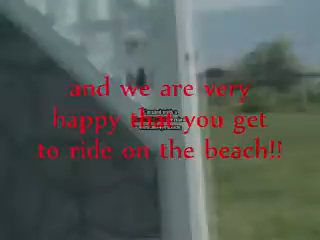 and we are very
happy that you get
to ride on the beach!!